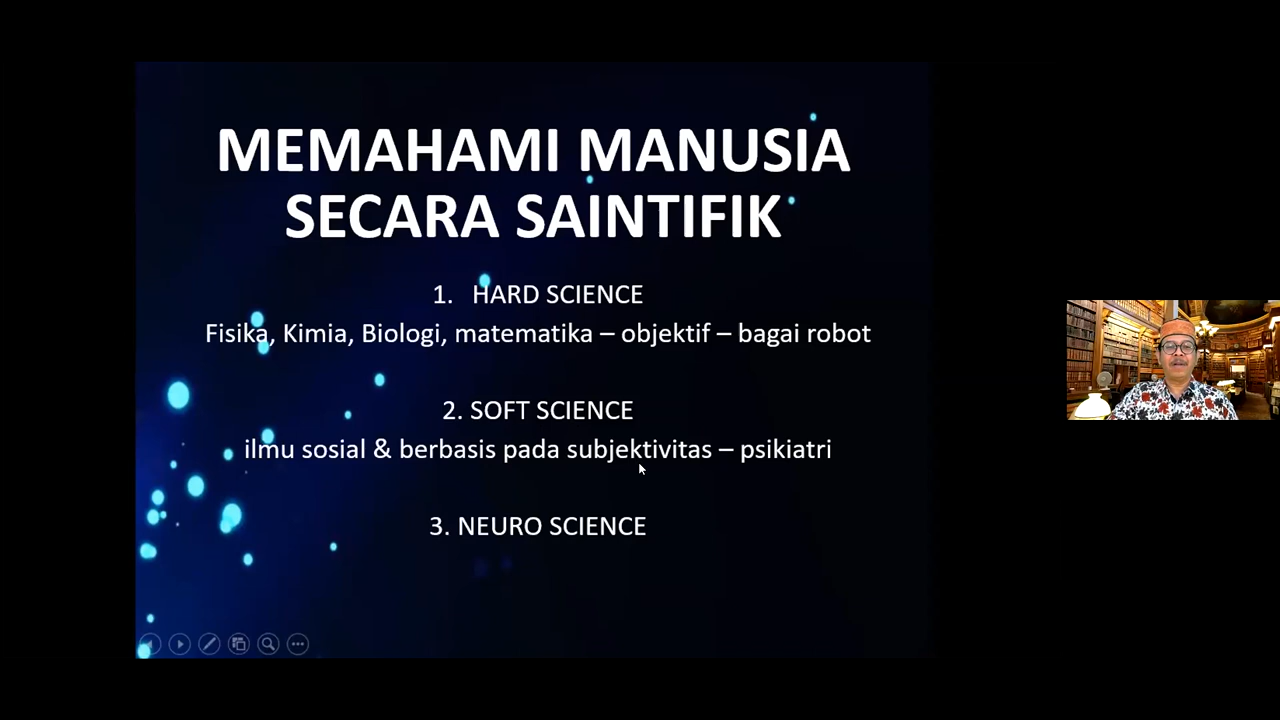 MEMAHAMI MANUSIA
SECARA SAINTIFIK
1. HARD SCIENCE
Fisika, Kimia, Biologi, matematika – objektif – bagai robot
2. SOFT SCIENCE
ilmu sosial & berbasis pada subjektivitas – psikiatri
3. NEURO SCIENCE